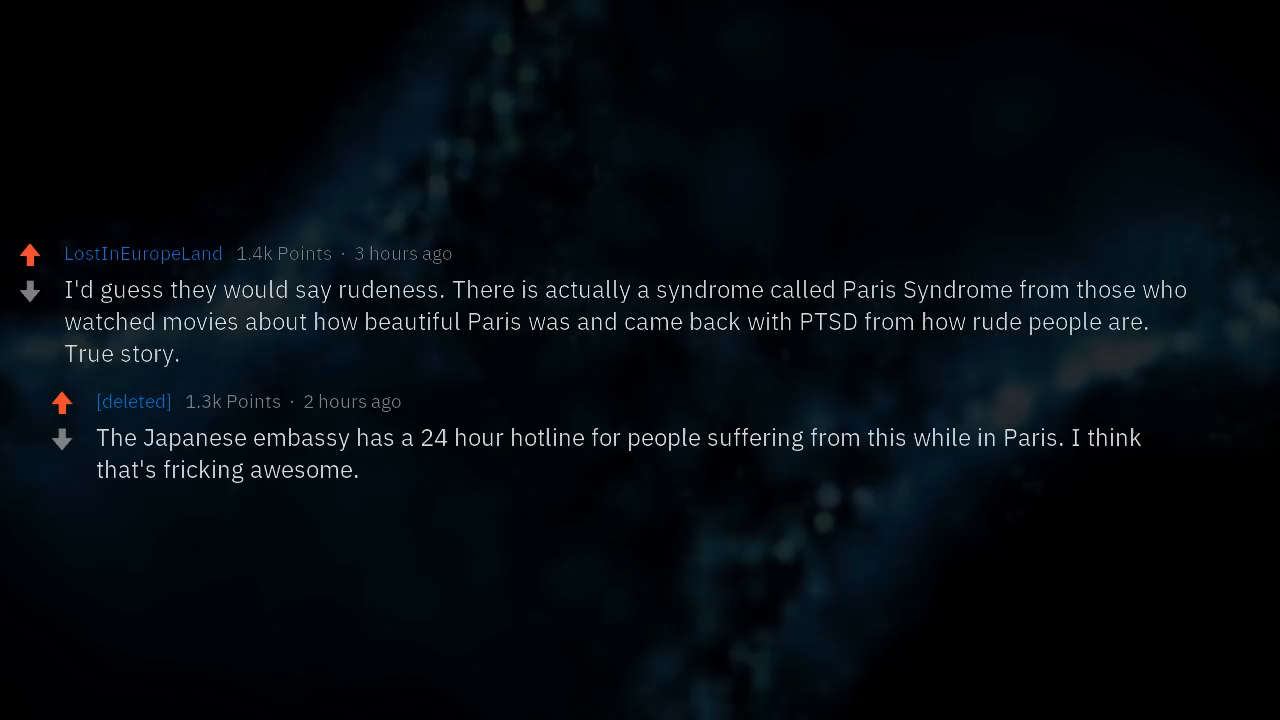 LostInEuropeLand 1.4k Points · 3 hours ago
I'd guess they would say rudeness. There is actually a syndrome called Paris Syndrome from those who
watched movies about how beautiful Paris was and came back with PTSD from how rude people are.
True story.
[deleted] 1.3k Points · 2 hours ago
The Japanese embassy has a 24 hour hotline for people suffering from this while in Paris. I think
that's fricking awesome.